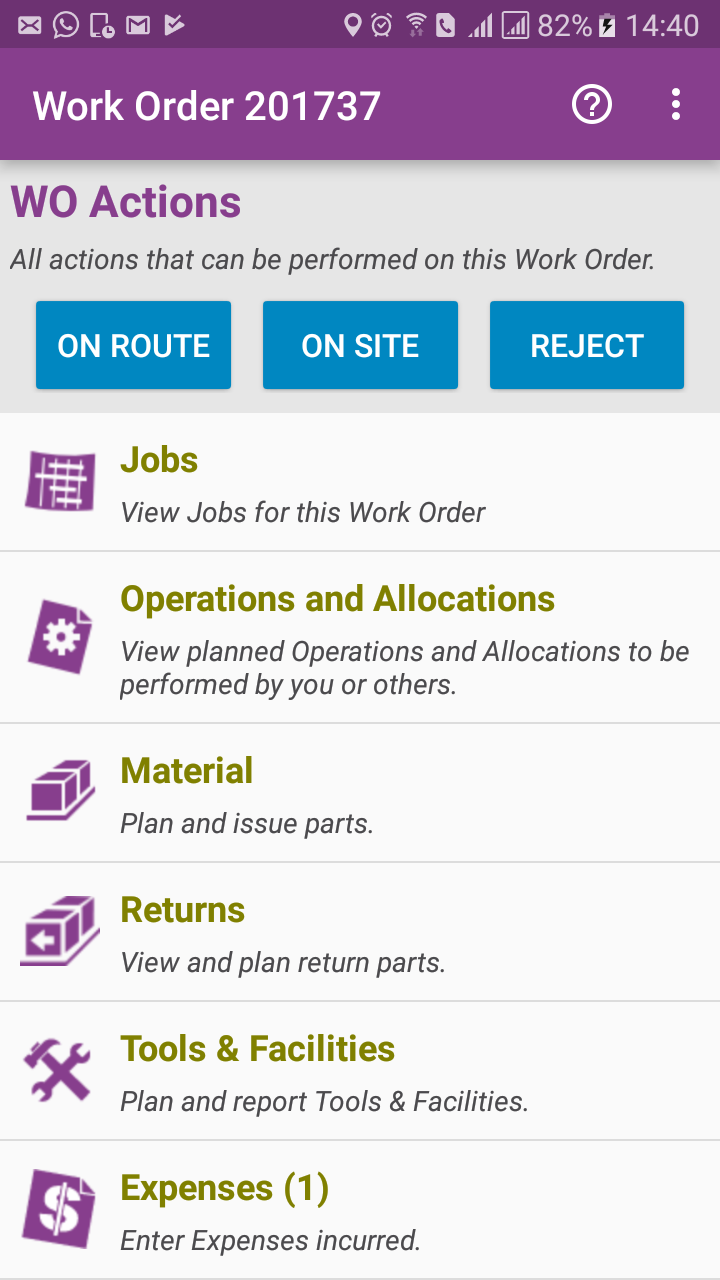 82% 14:40
Work Order 201737
WO Actions
All actions that can be performed on this Work Order.
ON ROUTE ON SITE REJECT
Jobs
View Jobs for this Work Order
Operations and Allocations
View planned Operations and Allocations to be
performed by you or others.
Material
Plan and issue parts.
Returns
View and plan return parts.
Tools & Facilities
Plan and report Tools & Facilities.
Expenses (1)
Enter Expenses incurred.